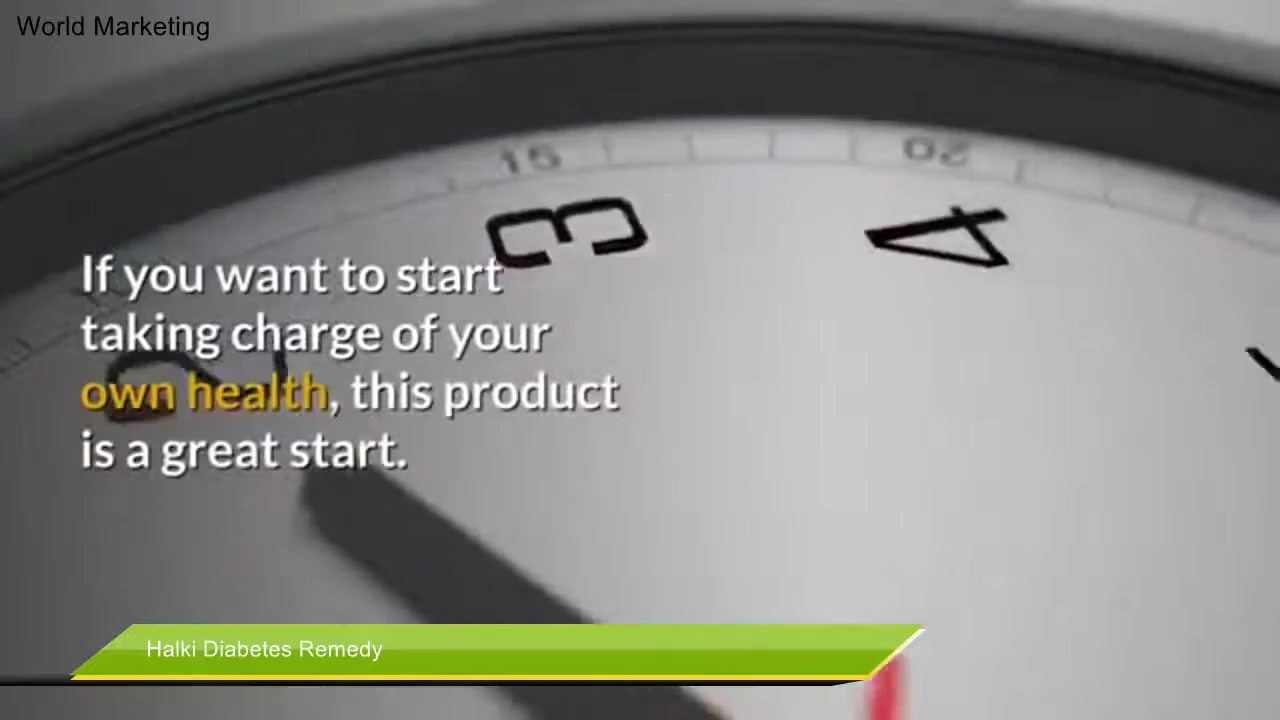 World Marketing
15
20
3
4
2
If you want to start
taking charge of your
own health, this product
is a great start.
Halki Diabetes Remedy